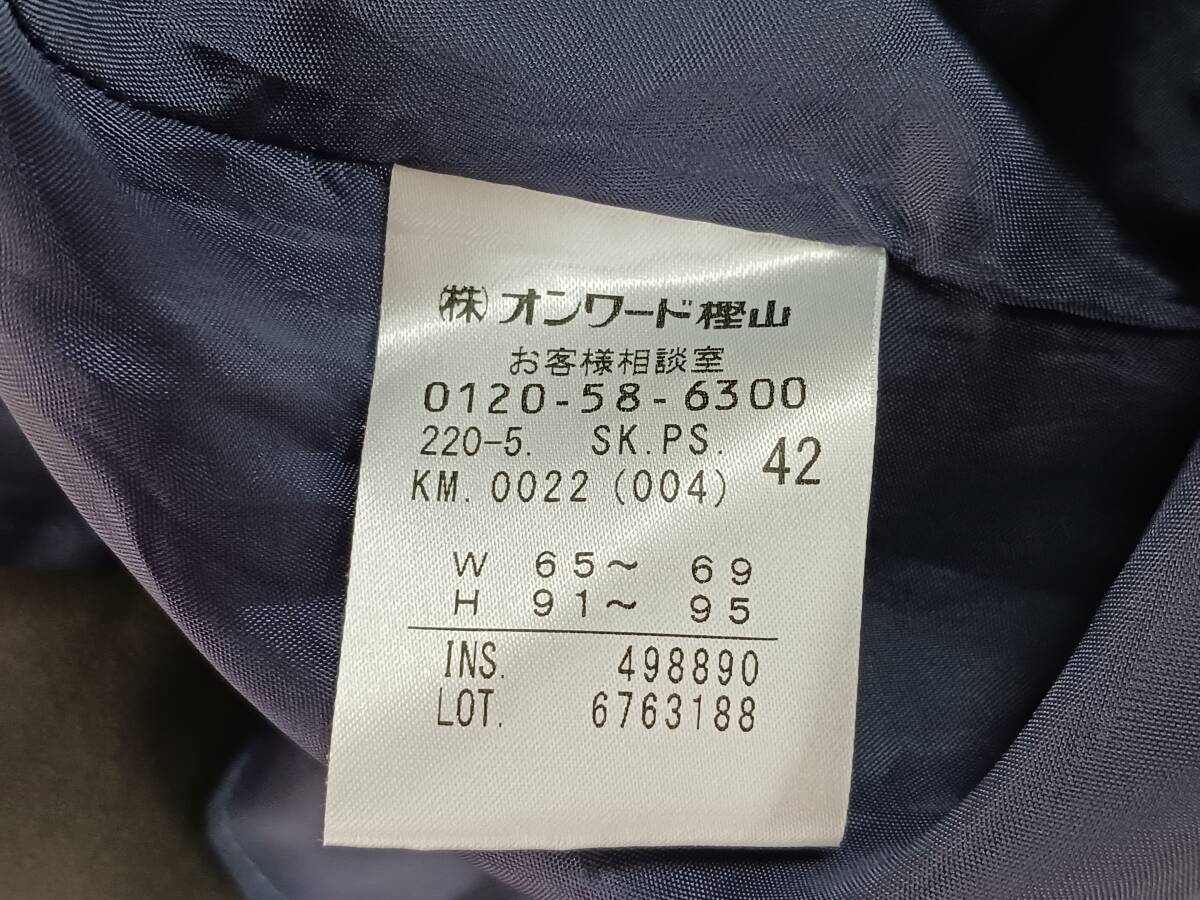 ㈱オンワード樫山
お客様相談室
0120-58-6300
220-5. SK.PS. 42
KM. 0022 (004)
W 65〜 69
H 91〜 95
INS. 498890
LOT. 6763188